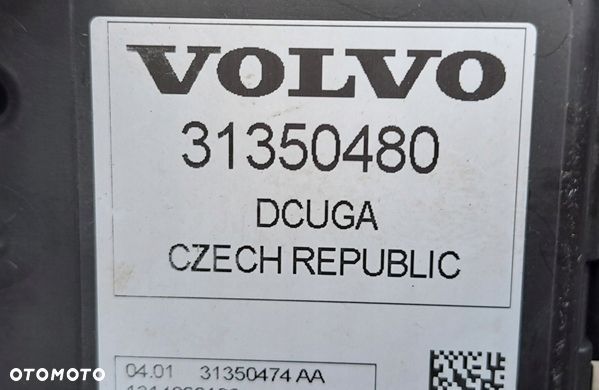 VOLVO
31350480
DCUGA
CZECH REPUBLIC
04.01 31350474 AA
OTOMOTO